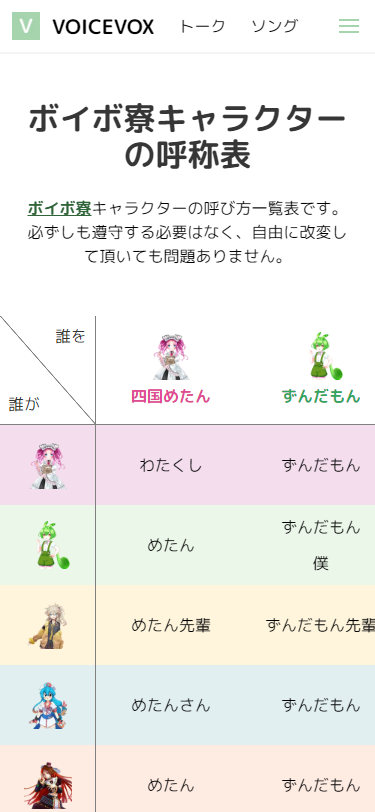 V VOICEVOX トーク ソング
ボイボ寮キャラクター
の呼称表
ボイボ寮キャラクターの呼び方一覧表です。
必ずしも遵守する必要はなく、自由に改変し
て頂いても問題ありません。
誰を
誰が
四国めたん ずんだもん
わたくし ずんだもん
めたん ずんだもん
僕
めたん先輩 ずんだもん先輩
めたんさん ずんだもん
めたん ずんだもん